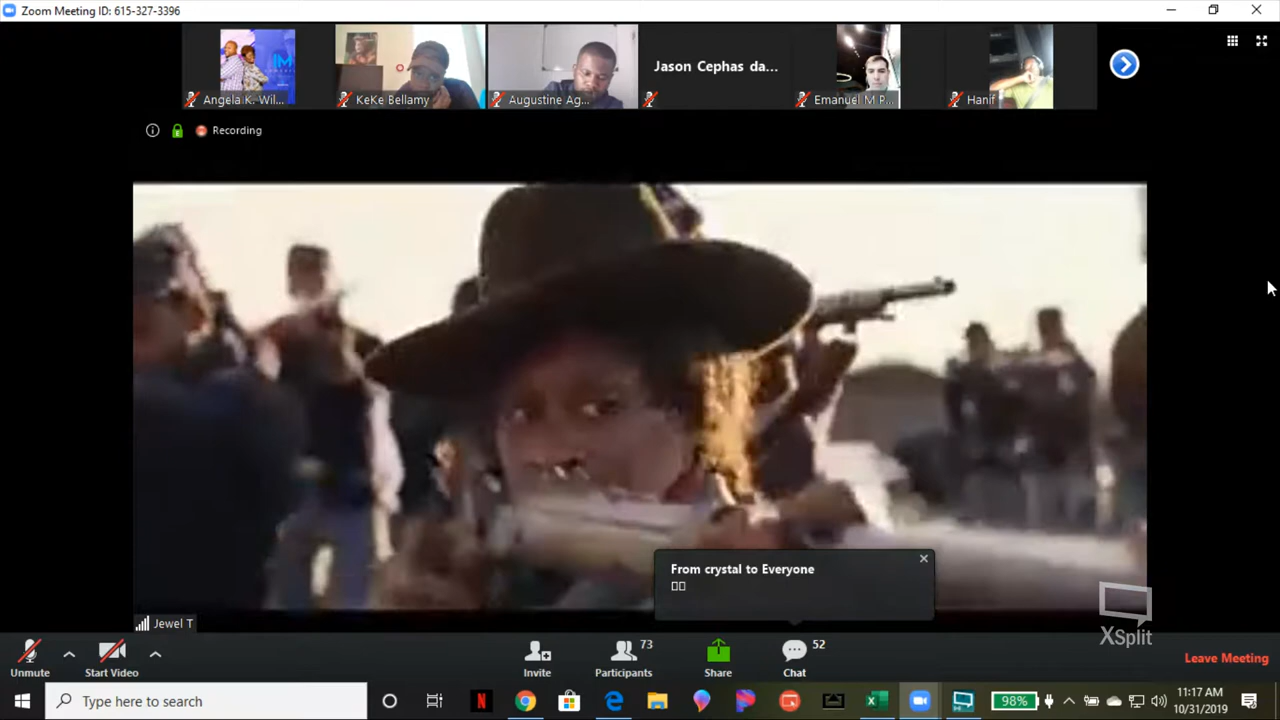 Zoom Meeting ID: 615-327-3396
IM
Angela K. Wil...
KeKe Bellamy
Augustine Ag...
Jason Cephas da...
Emanuel M P...
Hanif
Recording
From crystal to Everyone
Jewel T
XSplit
Unmute
Start Video
Invite
Participants
73
Share
Chat
52
Leave Meeting
Type here to search
98%
11:17 AM
10/31/2019